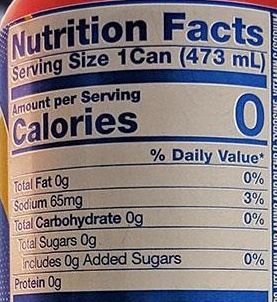 Nutrition Facts
Serving Size 1Can (473 mL)
Amount per Serving
Calories 0
% Daily Value*
Total Fat 0g 0%
Sodium 65mg 3%
Total Carbohydrate 0g 0%
Total Sugars 0g
Includes 0g Added Sugars 0%
Protein 0g